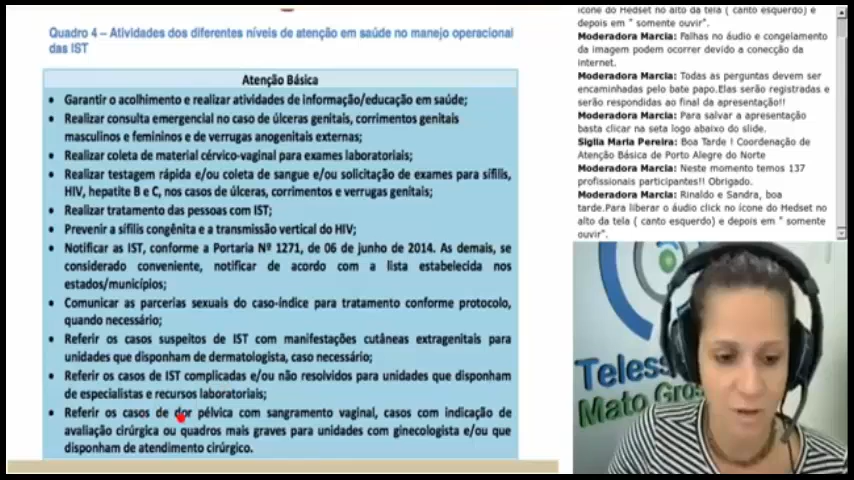 Quadro 4 – Atividades dos diferentes níveis de atenção em saúde no manejo operacional
das IST
Atenção Básica
• Garantir o acolhimento e realizar atividades de informação/educação em saúde;
• Realizar consulta emergencial no caso de úlceras genitais, corrimentos genitais
masculinos e femininos e de verrugas anogenitais externas;
• Realizar coleta de material cérvico-vaginal para exames laboratoriais;
• Realizar testagem rápida e/ou coleta de sangue e/ou solicitação de exames para sífilis,
HIV, hepatite B e C, nos casos de úlceras, corrimentos e verrugas genitais;
• Realizar tratamento das pessoas com IST;
• Prevenir a sífilis congênita e a transmissão vertical do HIV;
• Notificar as IST, conforme a Portaria Nº 1271, de 06 de junho de 2014. As demais, se
considerado conveniente, notificar de acordo com a lista estabelecida nos
estados/municípios;
• Comunicar as parcerias sexuais do caso-índice para tratamento conforme protocolo,
quando necessário;
• Referir os casos suspeitos de IST com manifestações cutâneas extragenitais para
unidades que disponham de dermatologista, caso necessário;
• Referir os casos de IST complicadas e/ou não resolvidos para unidades que disponham
de especialistas e recursos laboratoriais;
• Referir os casos de dor pélvica com sangramento vaginal, casos com indicação de
avaliação cirúrgica ou quadros mais graves para unidades com ginecologista e/ou que
disponham de atendimento cirúrgico.
ícone do Hedset no alto da tela ( canto esquerdo) e
depois em " somente ouvir".
Moderadora Marcia: Falhas no áudio e congelamento
da imagem podem ocorrer devido a conecção da
internet.
Moderadora Marcia: Todas as perguntas devem ser
encaminhadas pelo bate papo.Elas serão registradas e
serão respondidas ao final da apresentação!!
Moderadora Marcia: Para salvar a apresentação
basta clicar na seta logo abaixo do slide.
Siglia Maria Pereira: Boa Tarde ! Coordenação de
Atenção Básica de Porto Alegre do Norte
Moderadora Marcia: Neste momento temos 137
profissionais participantes!! Obrigado.
Moderadora Marcia: Rinaldo e Sandra, boa
tarde.Para liberar o áudio click no ícone do Hedset no
alto da tela ( canto esquerdo) e depois em " somente
ouvir".
Teless
Mato Gros